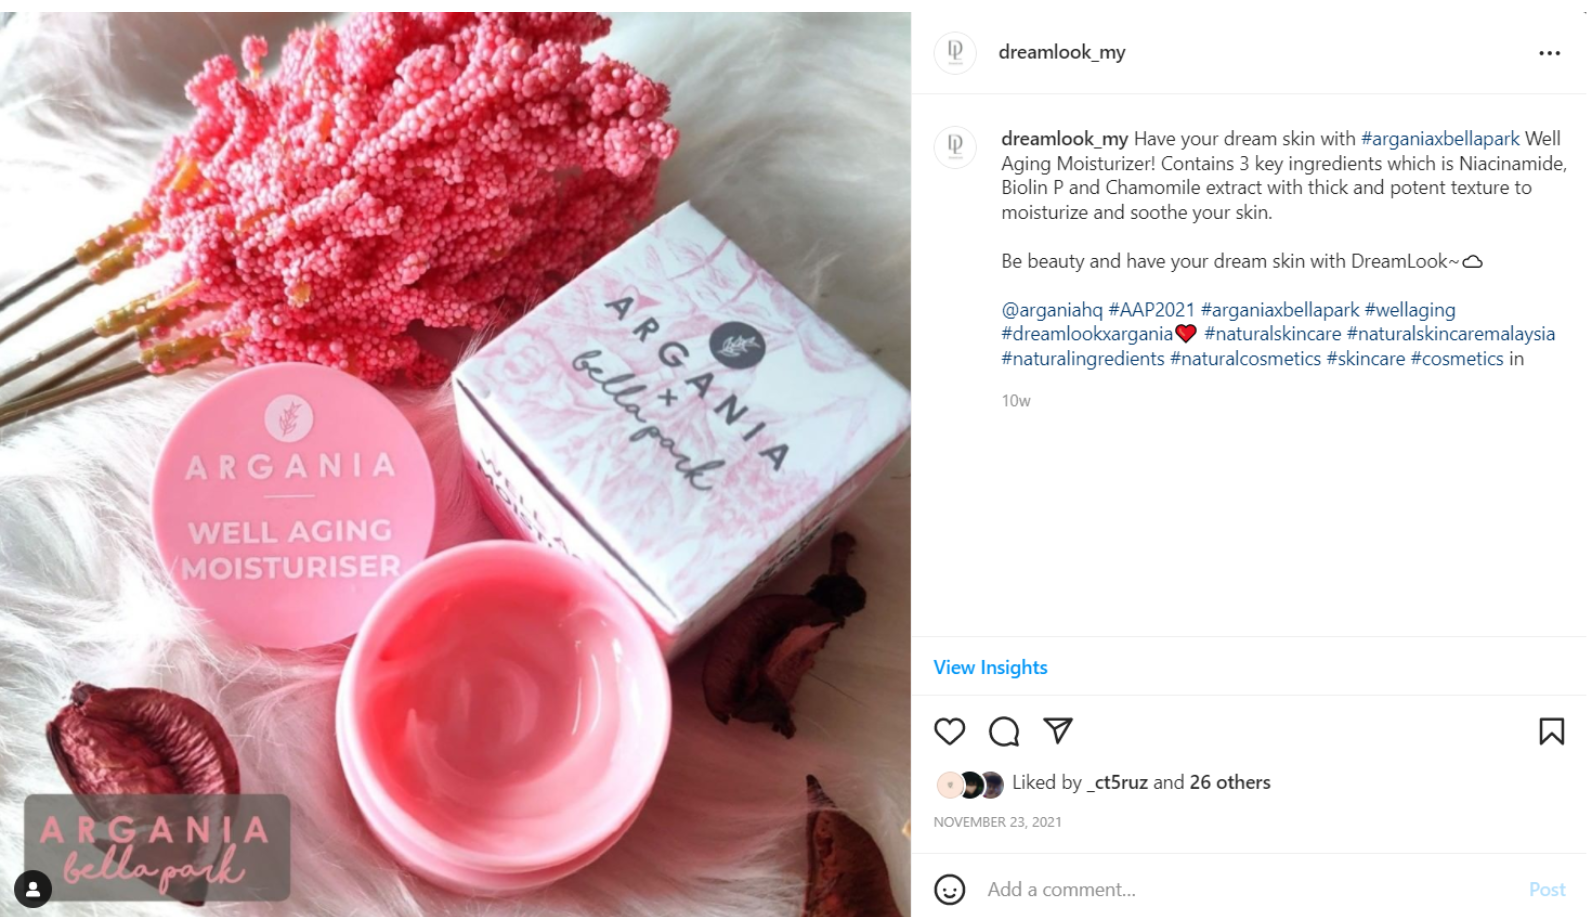 dreamlook_my
dreamlook_my Have your dream skin with #arganiaxbellapark Well
Aging Moisturizer! Contains 3 key ingredients which is Niacinamide,
Biolin P and Chamomile extract with thick and potent texture to
moisturize and soothe your skin.
Be beauty and have your dream skin with DreamLook~
@arganiahq #AAP2021 #arganiaxbellapark #wellaging
#dreamlookxargania❤ #naturalskincare #naturalskincaremalaysia
#naturalingredients #naturalcosmetics #skincare #cosmetics in
10w
ARGANIA
x
bella park
ARGANIA
WELL AGING
MOISTURISER
ARGANIA
bella park
View Insights
Liked by _ct5ruz and 26 others
NOVEMBER 23, 2021
Add a comment...
Post